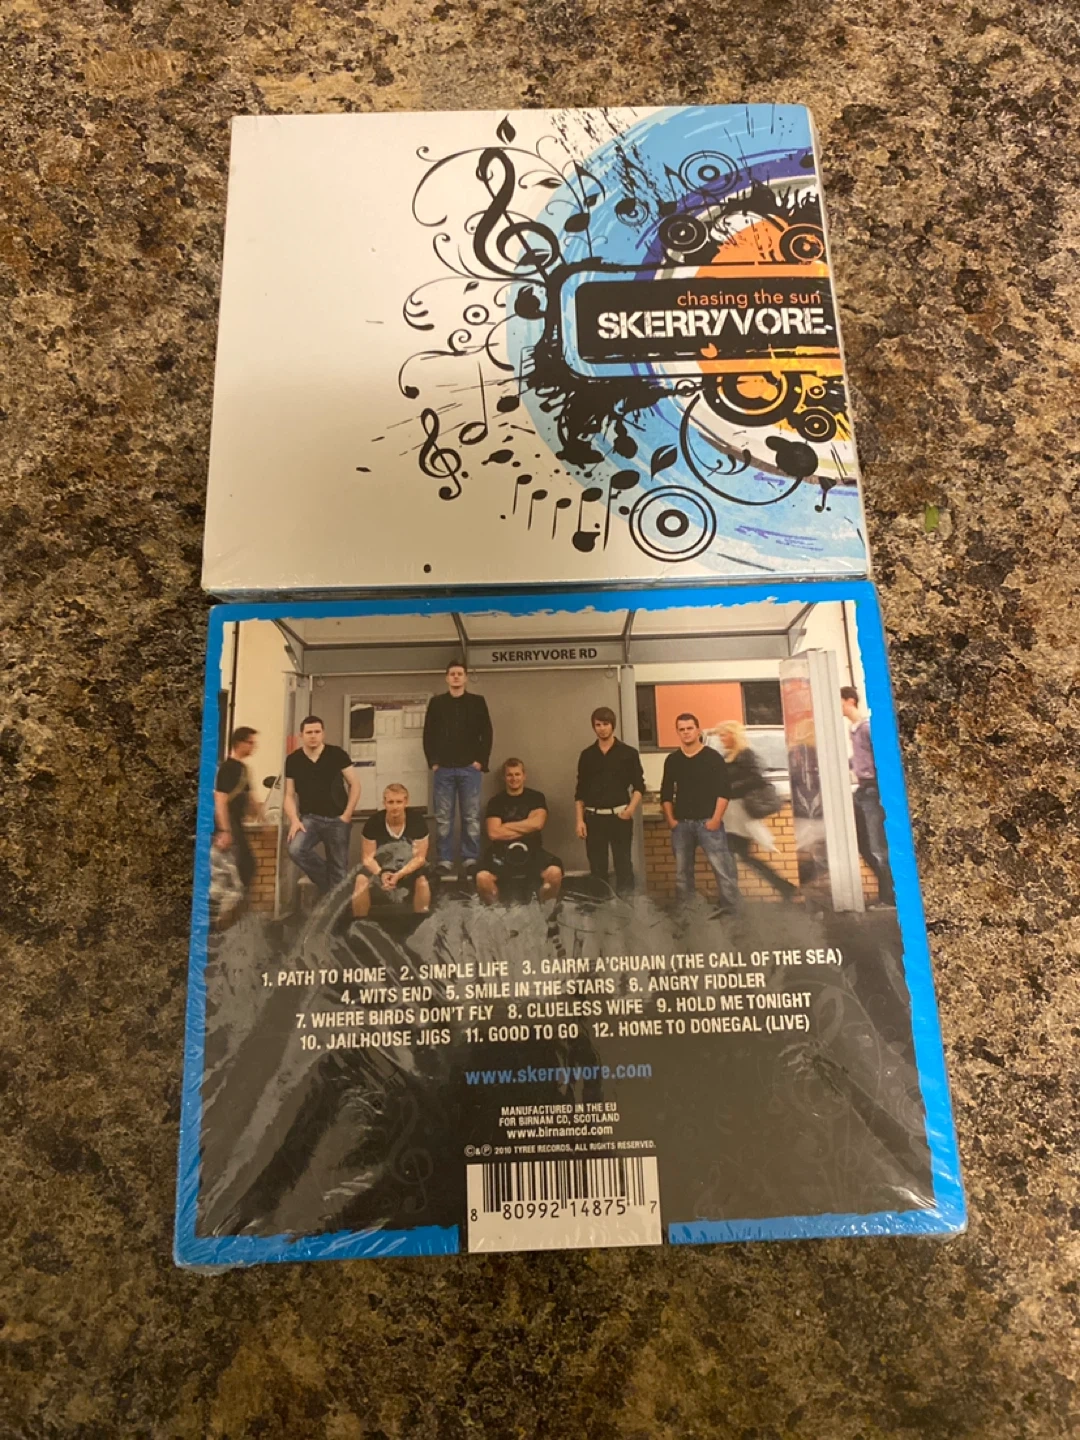 chasing the sun
SKERRYVORE
SKERRYVORE RD
1. PATH TO HOME 2. SIMPLE LIFE 3. GAIRM A'CHUAIN (THE CALL OF THE SEA)
4. WITS END 5. SMILE IN THE STARS 6. ANGRY FIDDLER
7. WHERE BIRDS DON'T FLY 8. CLUELESS WIFE 9. HOLD ME TONIGHT
10. JAILHOUSE JIGS 11. GOOD TO GO 12. HOME TO DONEGAL (LIVE)
www.skerryvore.com
MANUFACTURED IN THE EU
FOR BIRNAM CD, SCOTLAND
www.birnamcd.com
©&℗ 2010 TYREE RECORDS, ALL RIGHTS RESERVED.
8 80992 14875 7